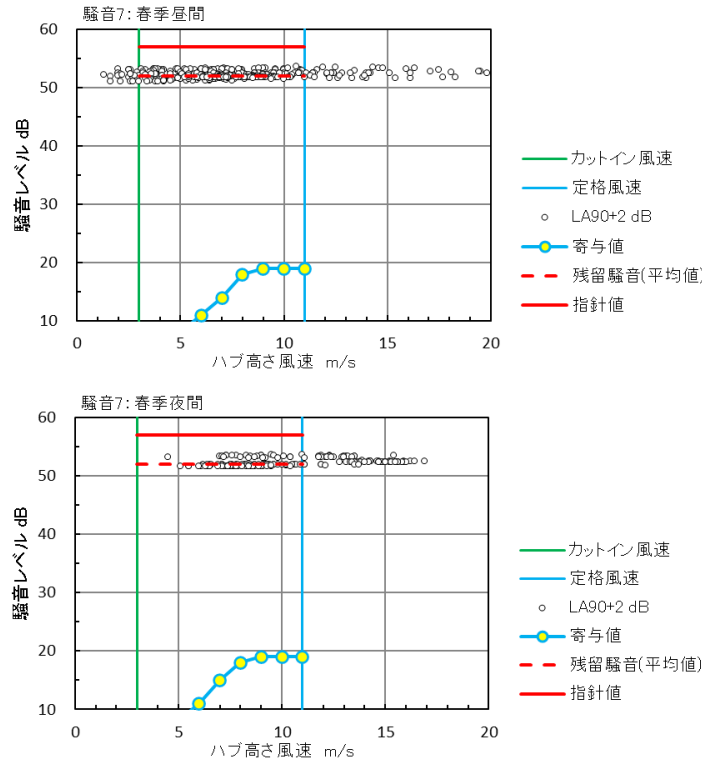 騒音7：春季昼間
60
50
40
30
20
10
騒音レベル dB
0
5
10
15
20
ハブ高さ風速 m/s
カットイン風速
定格風速
LA90+2 dB
寄与値
残留騒音(平均値)
指針値
騒音7：春季夜間
60
50
40
30
20
10
騒音レベル dB
0
5
10
15
20
ハブ高さ風速 m/s
カットイン風速
定格風速
LA90+2 dB
寄与値
残留騒音(平均値)
指針値